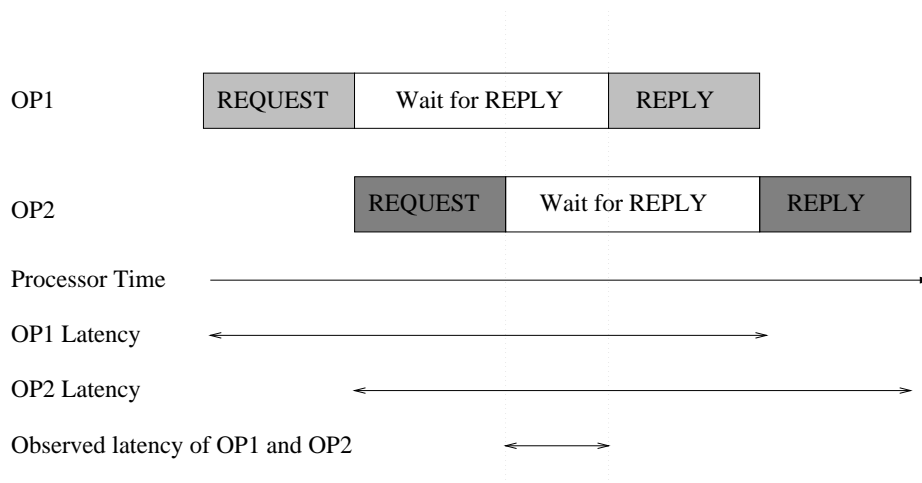 OP1 REQUEST Wait for REPLY REPLY
OP2 REQUEST Wait for REPLY REPLY
Processor Time
OP1 Latency
OP2 Latency
Observed latency of OP1 and OP2